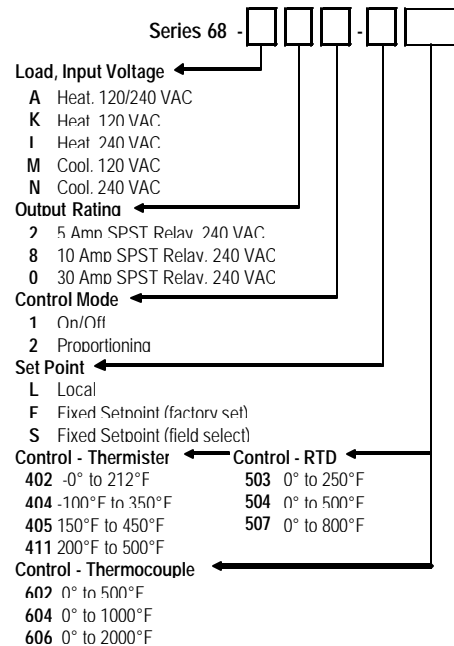 Series 68 - -
Load, Input Voltage
A Heat. 120/240 VAC
K Heat 120 VAC
Heat 240 VAC
M Cool. 120 VAC
N Cool. 240 VAC
Output Rating
2 5 Amp SPST Relay. 240 VAC
8 10 Amp SPST Relay. 240 VAC
0 30 Amp SPST Relay. 240 VAC
Control Mode
1 On/Off
2 Proportioning
Set Point
L Local
F Fixed Setpoint (factory set)
S Fixed Setpoint (field select)
Control - Thermister Control - RTD
402 -0° to 212°F 503 0° to 250°F
404 -100°F to 350°F 504 0° to 500°F
405 150°F to 450°F 507 0° to 800°F
411 200°F to 500°F
Control - Thermocouple
602 0° to 500°F
604 0° to 1000°F
606 0° to 2000°F